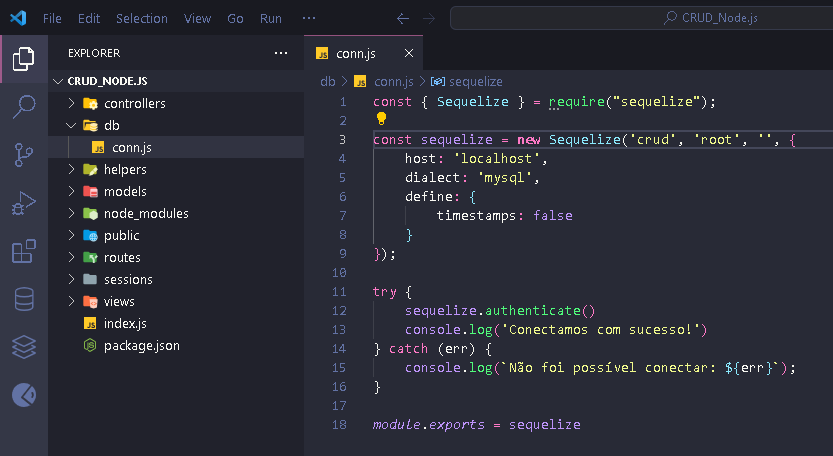 File Edit Selection View Go Run ··· CRUD_Node.js
EXPLORER ···
CRUD_NODE.JS
controllers
db
JS conn.js
helpers
models
node_modules
public
routes
sessions
views
JS index.js
package.json
JS conn.js
db > JS conn.js > sequelize
1 const { Sequelize } = require("sequelize");
2
3 const sequelize = new Sequelize('crud', 'root', '', {
4 host: 'localhost',
5 dialect: 'mysql',
6 define: {
7 timestamps: false
8 }
9 });
10
11 try {
12 sequelize.authenticate()
13 console.log('Conectamos com sucesso!')
14 } catch (err) {
15 console.log(`Não foi possível conectar: ${err}`);
16 }
17
18 module.exports = sequelize